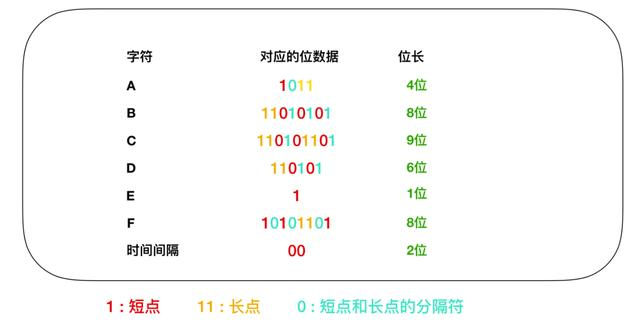 字符 对应的位数据 位长
A 1011 4位
B 11010101 8位
C 110101101 9位
D 110101 6位
E 1 1位
F 10101101 8位
时间间隔 00 2位
1 : 短点 11 : 长点 0 : 短点和长点的分隔符